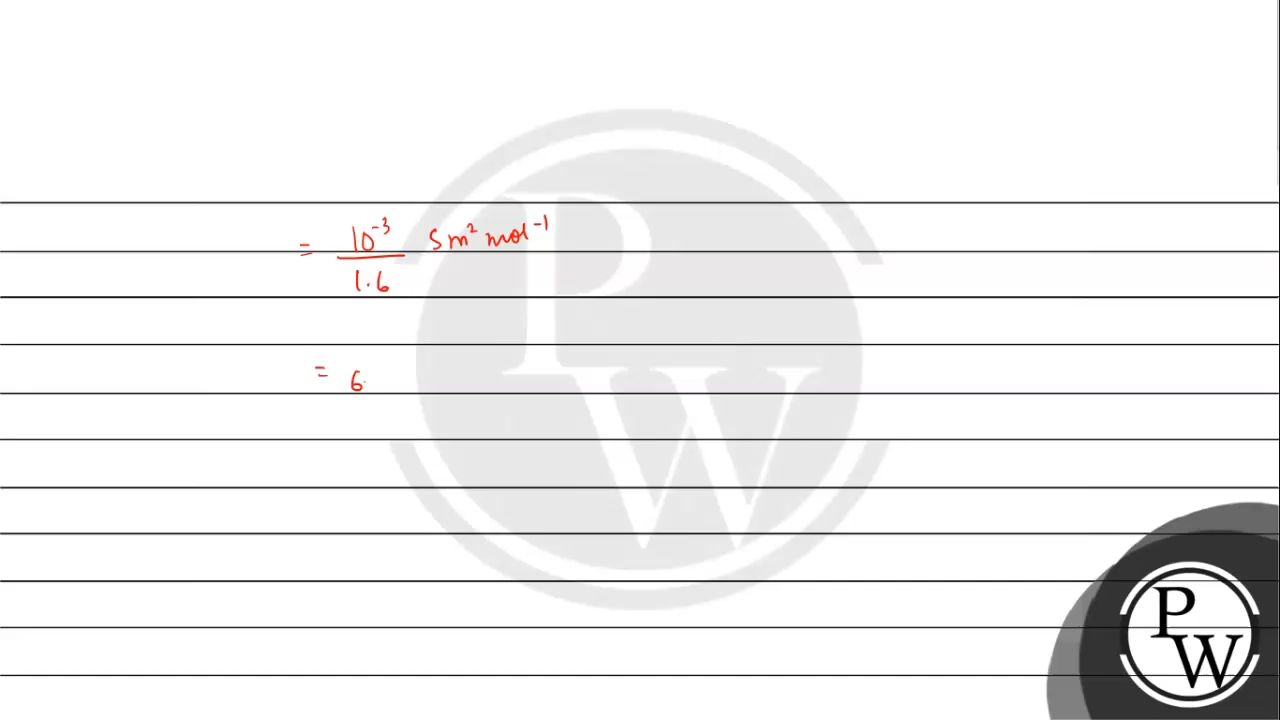 = 10⁻³/1.6 S m² mol⁻¹
= 6.
P
W
P
W